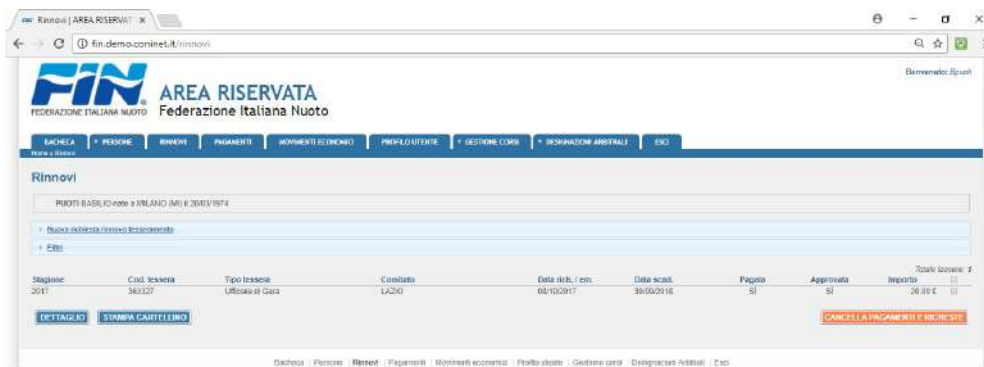 Rinnovi | AREA RISERVAT
fin.demo.coninet.it/rinnovi
Benvenuto: Bpuoti
FIN
FEDERAZIONE ITALIANA NUOTO
AREA RISERVATA
Federazione Italiana Nuoto
BACHECA PERSONE RINNOVI PAGAMENTI MOVIMENTI ECONOMICI PROFILO UTENTE GESTIONE CORSI DESIGNAZIONI ARBITRALI ESCI
Home » Rinnovi
Rinnovi
PUOTI BASILIO nato a MILANO (MI) il 20/03/1974
Nuova richiesta rinnovo tesseramento
Filtri
Totale tessere: 1
Stagione Cod. tessera Tipo tessera Comitato Data rich. / em. Data scad. Pagata Approvata Importo
2017 563327 Ufficiale di Gara LAZIO 06/10/2017 30/09/2018 SÌ SÌ 20.00 €
DETTAGLIO STAMPA CARTELLINO CANCELLA PAGAMENTI E RICHIESTE
Bacheca | Persone | Rinnovi | Pagamenti | Movimenti economici | Profilo utente | Gestione corsi | Designazioni Arbitrali | Esci